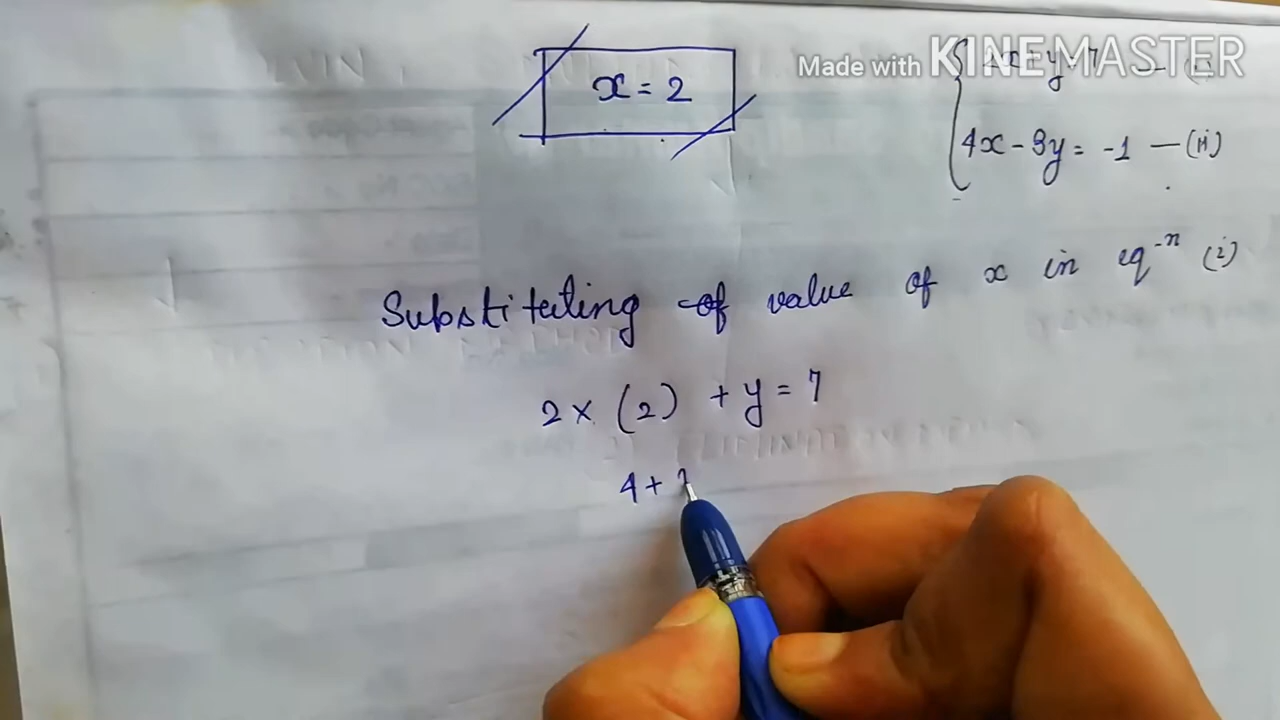 Made with KINEMASTER
x = 2
4x - 3y = -1 — (ii)
Substituting of value of x in eq-n (i)
2 × (2) + y = 7
4 +